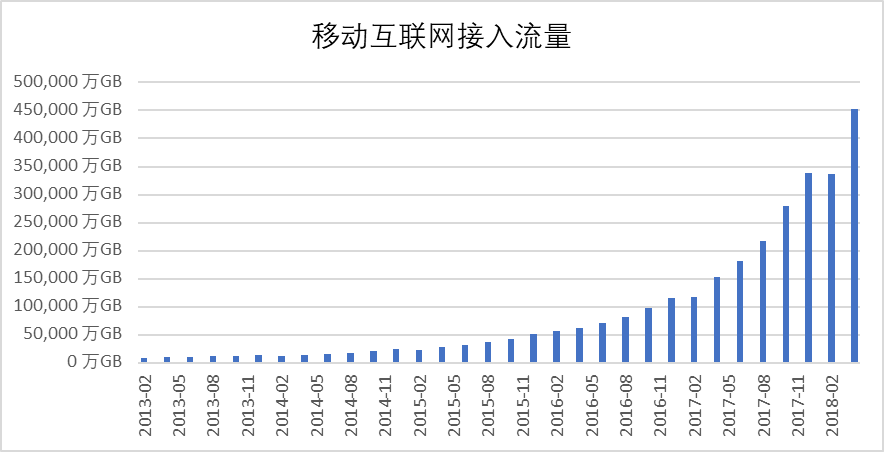 移动互联网接入流量
500,000 万GB
450,000 万GB
400,000 万GB
350,000 万GB
300,000 万GB
250,000 万GB
200,000 万GB
150,000 万GB
100,000 万GB
50,000 万GB
0 万GB
2013-02
2013-05
2013-08
2013-11
2014-02
2014-05
2014-08
2014-11
2015-02
2015-05
2015-08
2015-11
2016-02
2016-05
2016-08
2016-11
2017-02
2017-05
2017-08
2017-11
2018-02